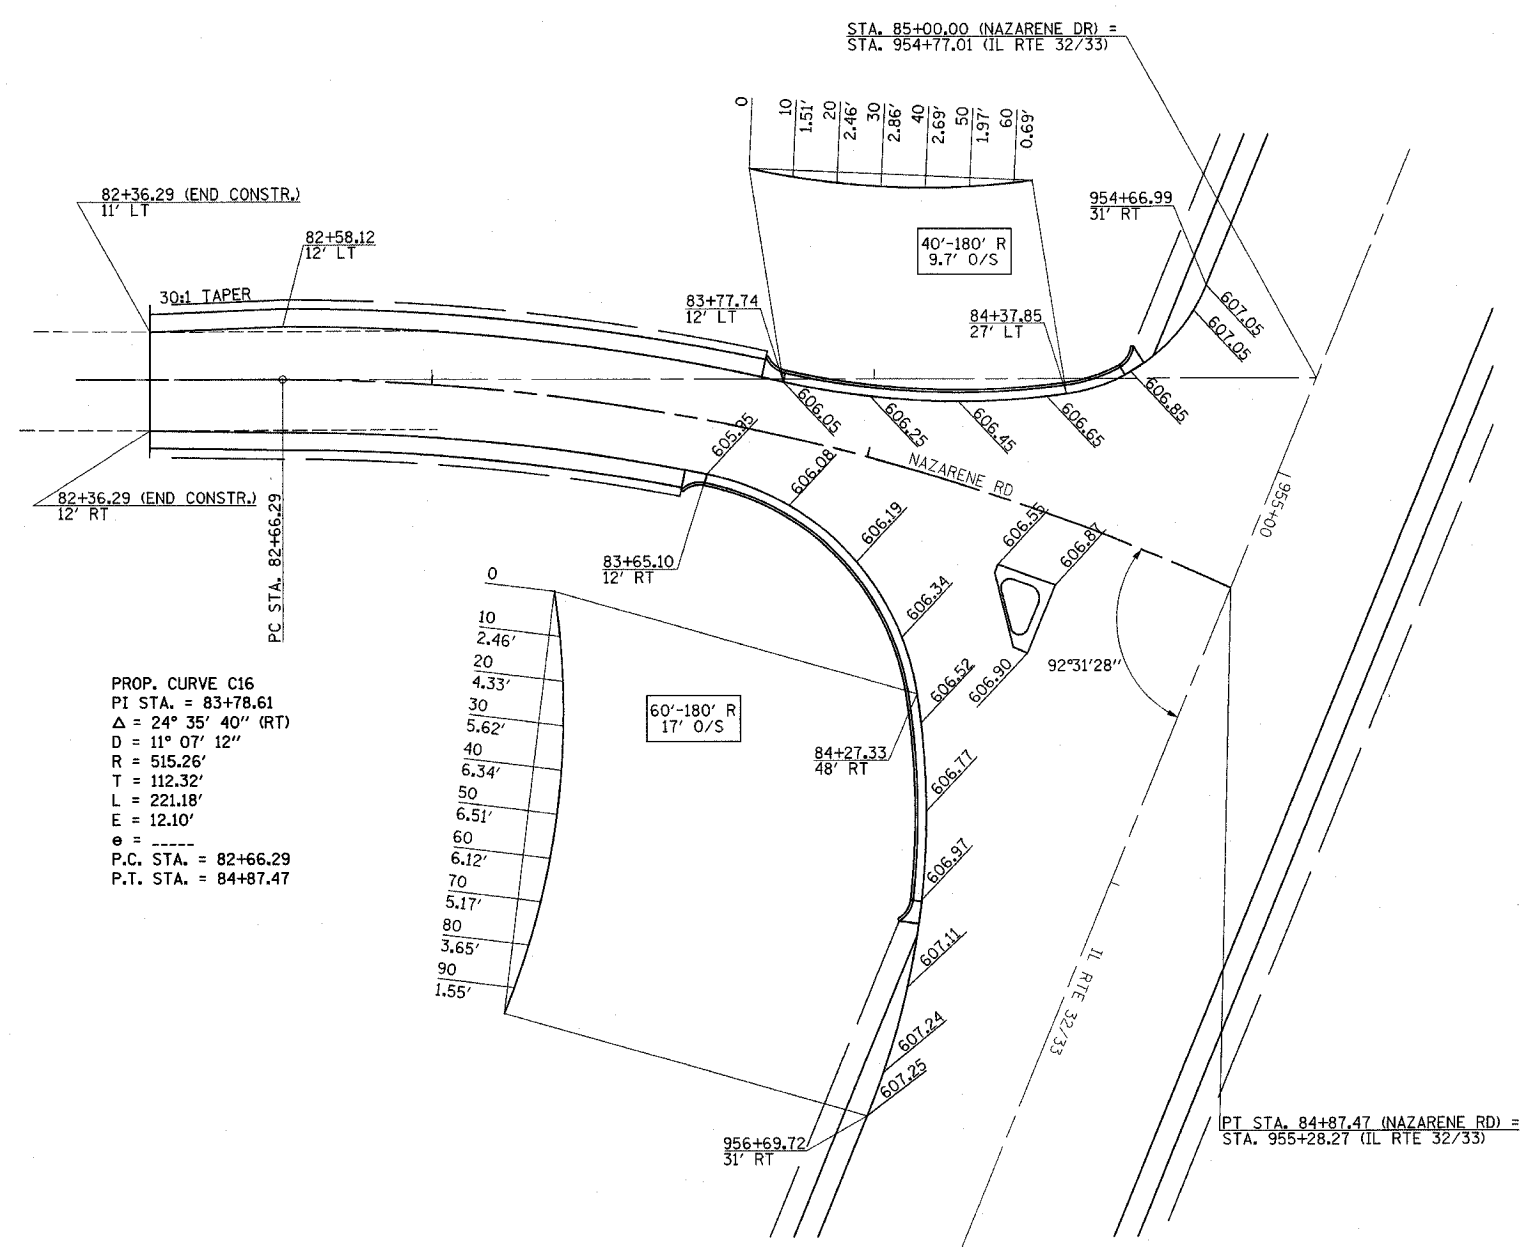 STA. 85+00.00 (NAZARENE DR) =
STA. 954+77.01 (IL RTE 32/33)
0
10
1.51'
20
2.46'
30
2.86'
40
2.69'
50
1.97'
60
0.69'
82+36.29 (END CONSTR.)
11' LT
82+58.12
12' LT
30:1 TAPER
954+66.99
31' RT
40'-180' R
9.7' O/S
83+77.74
12' LT
84+37.85
27' LT
607.05
607.05
606.85
606.05
606.25
606.45
606.65
605.95
606.08
606.19
606.34
606.52
606.77
606.97
607.11
607.24
607.25
NAZARENE RD
955+00
606.55
606.87
606.90
92°31'28"
82+36.29 (END CONSTR.)
12' RT
PC STA. 82+66.29
83+65.10
12' RT
0
10
2.46'
20
4.33'
30
5.62'
40
6.34'
50
6.51'
60
6.12'
70
5.17'
80
3.65'
90
1.55'
60'-180' R
17' O/S
84+27.33
48' RT
PROP. CURVE C16
PI STA. = 83+78.61
Δ = 24° 35' 40" (RT)
D = 11° 07' 12"
R = 515.26'
T = 112.32'
L = 221.18'
E = 12.10'
e = _____
P.C. STA. = 82+66.29
P.T. STA. = 84+87.47
IL RTE 32/33
956+69.72
31' RT
PT STA. 84+87.47 (NAZARENE RD) =
STA. 955+28.27 (IL RTE 32/33)